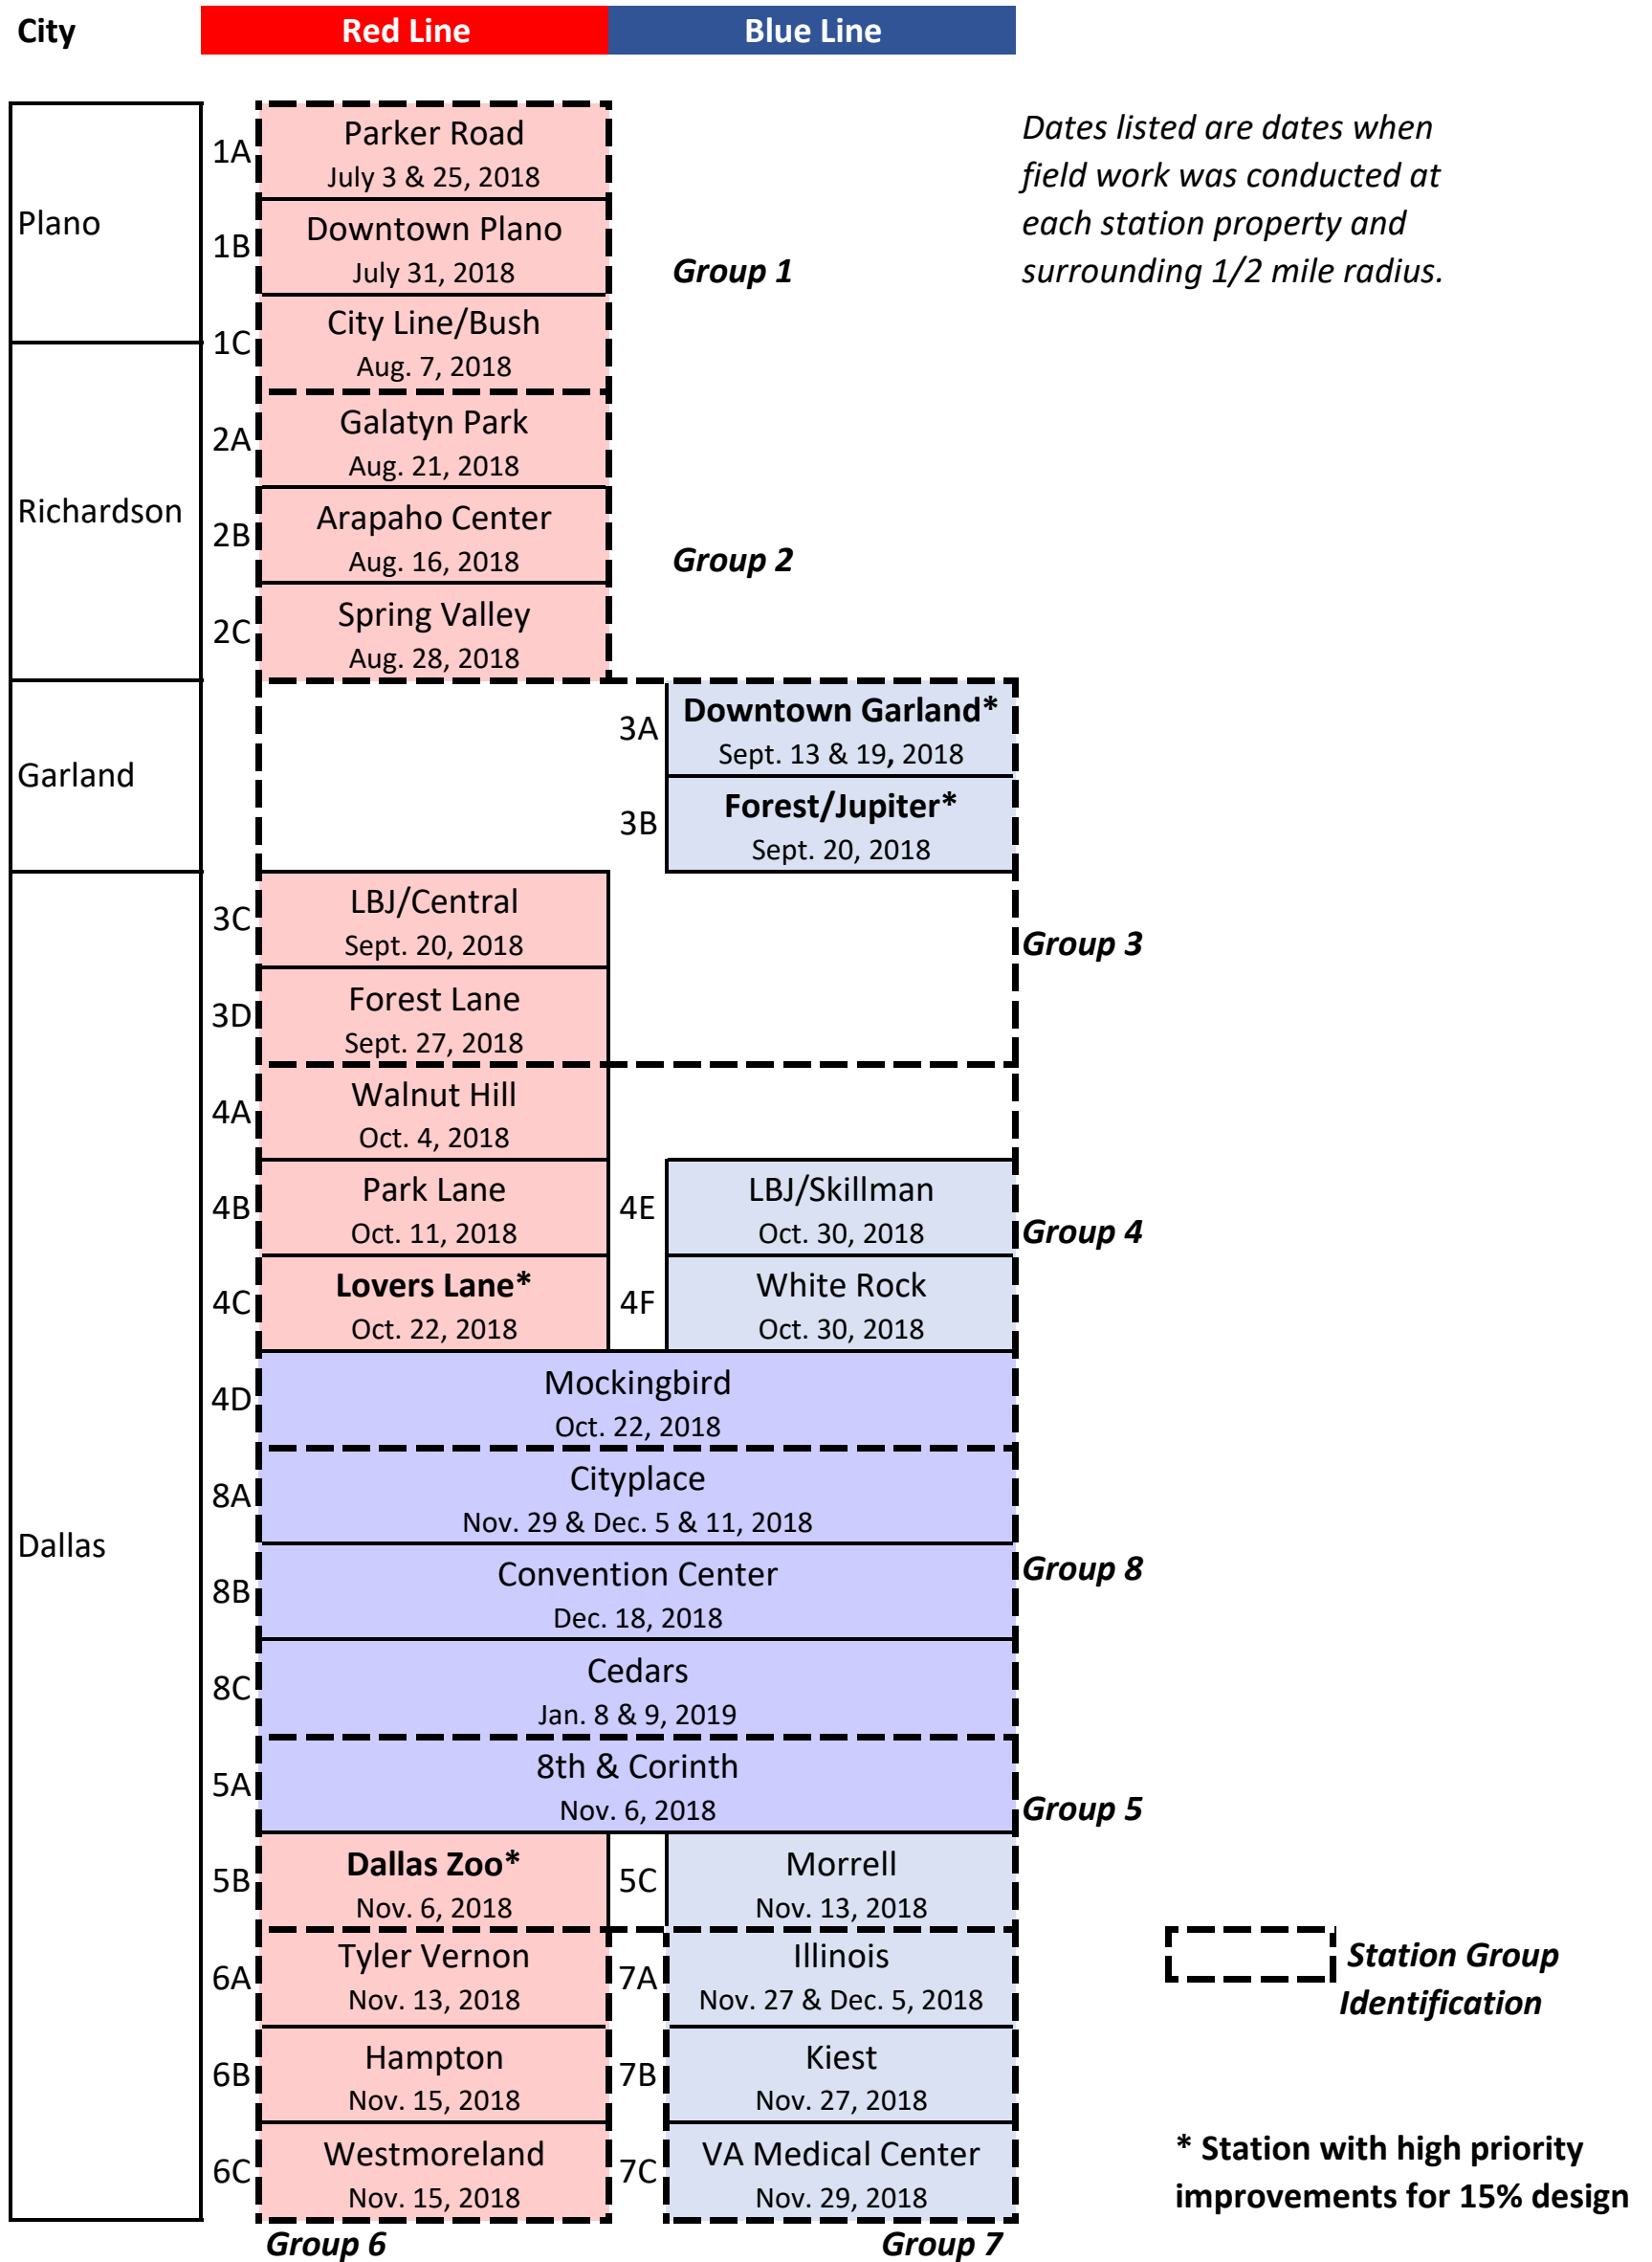 City
Red Line
Blue Line
Plano
1A
Parker Road
July 3 & 25, 2018
Dates listed are dates when
field work was conducted at
each station property and
surrounding 1/2 mile radius.
1B
Downtown Plano
July 31, 2018
Group 1
1C
City Line/Bush
Aug. 7, 2018
Richardson
2A
Galatyn Park
Aug. 21, 2018
2B
Arapaho Center
Aug. 16, 2018
Group 2
2C
Spring Valley
Aug. 28, 2018
Garland
3A
Downtown Garland*
Sept. 13 & 19, 2018
3B
Forest/Jupiter*
Sept. 20, 2018
Dallas
3C
LBJ/Central
Sept. 20, 2018
Group 3
3D
Forest Lane
Sept. 27, 2018
4A
Walnut Hill
Oct. 4, 2018
4B
Park Lane
Oct. 11, 2018
4E
LBJ/Skillman
Oct. 30, 2018
Group 4
4C
Lovers Lane*
Oct. 22, 2018
4F
White Rock
Oct. 30, 2018
4D
Mockingbird
Oct. 22, 2018
8A
Cityplace
Nov. 29 & Dec. 5 & 11, 2018
8B
Convention Center
Dec. 18, 2018
Group 8
8C
Cedars
Jan. 8 & 9, 2019
5A
8th & Corinth
Nov. 6, 2018
Group 5
5B
Dallas Zoo*
Nov. 6, 2018
5C
Morrell
Nov. 13, 2018
6A
Tyler Vernon
Nov. 13, 2018
7A
Illinois
Nov. 27 & Dec. 5, 2018
Station Group
Identification
6B
Hampton
Nov. 15, 2018
7B
Kiest
Nov. 27, 2018
6C
Westmoreland
Nov. 15, 2018
7C
VA Medical Center
Nov. 29, 2018
* Station with high priority
improvements for 15% design
Group 6
Group 7